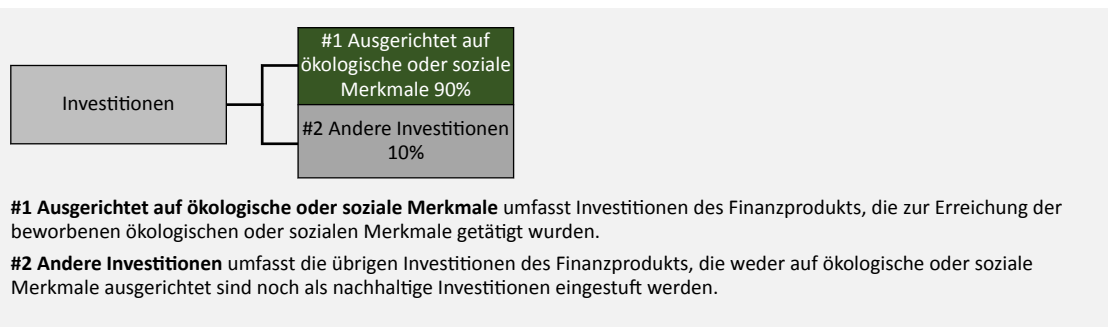 #1 Ausgerichtet auf
ökologische oder soziale
Merkmale 90%
Investitionen
#2 Andere Investitionen
10%
#1 Ausgerichtet auf ökologische oder soziale Merkmale umfasst Investitionen des Finanzprodukts, die zur Erreichung der
beworbenen ökologischen oder sozialen Merkmale getätigt wurden.
#2 Andere Investitionen umfasst die übrigen Investitionen des Finanzprodukts, die weder auf ökologische oder soziale
Merkmale ausgerichtet sind noch als nachhaltige Investitionen eingestuft werden.